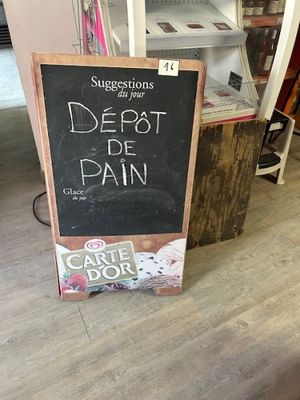 Suggestions
du jour
16
DÉPÔT
DE
PAIN
Glace
du jour
CARTE
D'OR